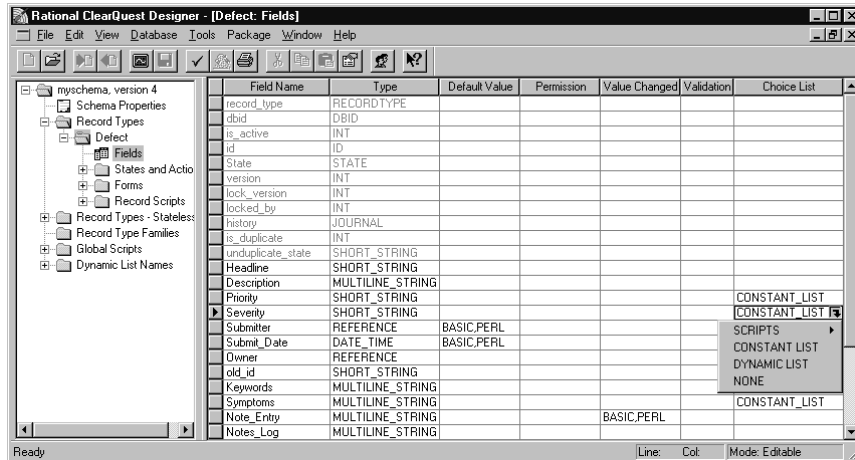 Rational ClearQuest Designer - [Defect: Fields]
File Edit View Database Tools Package Window Help
myschema, version 4
Schema Properties
Record Types
Defect
Fields
States and Actio
Forms
Record Scripts
Record Types - Stateless
Record Type Families
Global Scripts
Dynamic List Names
Field Name Type Default Value Permission Value Changed Validation Choice List
record_type RECORDTYPE
dbid DBID
is_active INT
id ID
State STATE
version INT
lock_version INT
locked_by INT
history JOURNAL
is_duplicate INT
unduplicate_state SHORT_STRING
Headline SHORT_STRING
Description MULTILINE_STRING
Priority SHORT_STRING CONSTANT_LIST
Severity SHORT_STRING CONSTANT_LIST
Submitter REFERENCE BASIC,PERL
Submit_Date DATE_TIME BASIC,PERL
Owner REFERENCE
old_id SHORT_STRING
Keywords MULTILINE_STRING
Symptoms MULTILINE_STRING CONSTANT_LIST
Note_Entry MULTILINE_STRING BASIC,PERL
Notes_Log MULTILINE_STRING
SCRIPTS
CONSTANT LIST
DYNAMIC LIST
NONE
Ready Line: Col: Mode: Editable